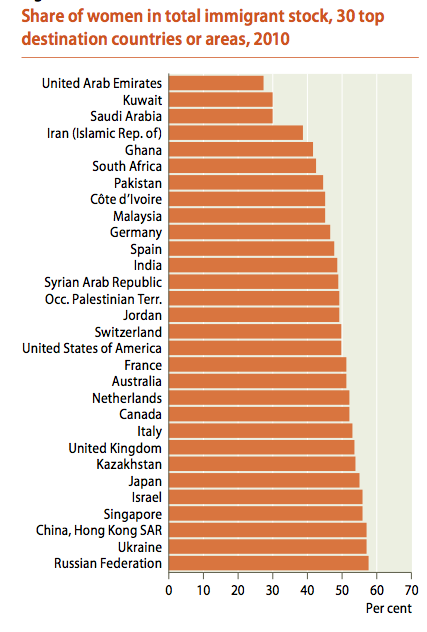 Share of women in total immigrant stock, 30 top
destination countries or areas, 2010
United Arab Emirates
Kuwait
Saudi Arabia
Iran (Islamic Rep. of)
Ghana
South Africa
Pakistan
Côte d'Ivoire
Malaysia
Germany
Spain
India
Syrian Arab Republic
Occ. Palestinian Terr.
Jordan
Switzerland
United States of America
France
Australia
Netherlands
Canada
Italy
United Kingdom
Kazakhstan
Japan
Israel
Singapore
China, Hong Kong SAR
Ukraine
Russian Federation
0 10 20 30 40 50 60 70
Per cent